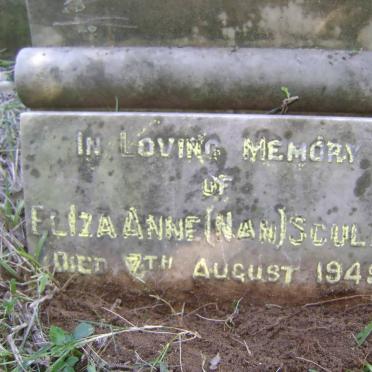 In Loving Memory
of
Eliza Anne (Nan) Scul
Died 7th August 194